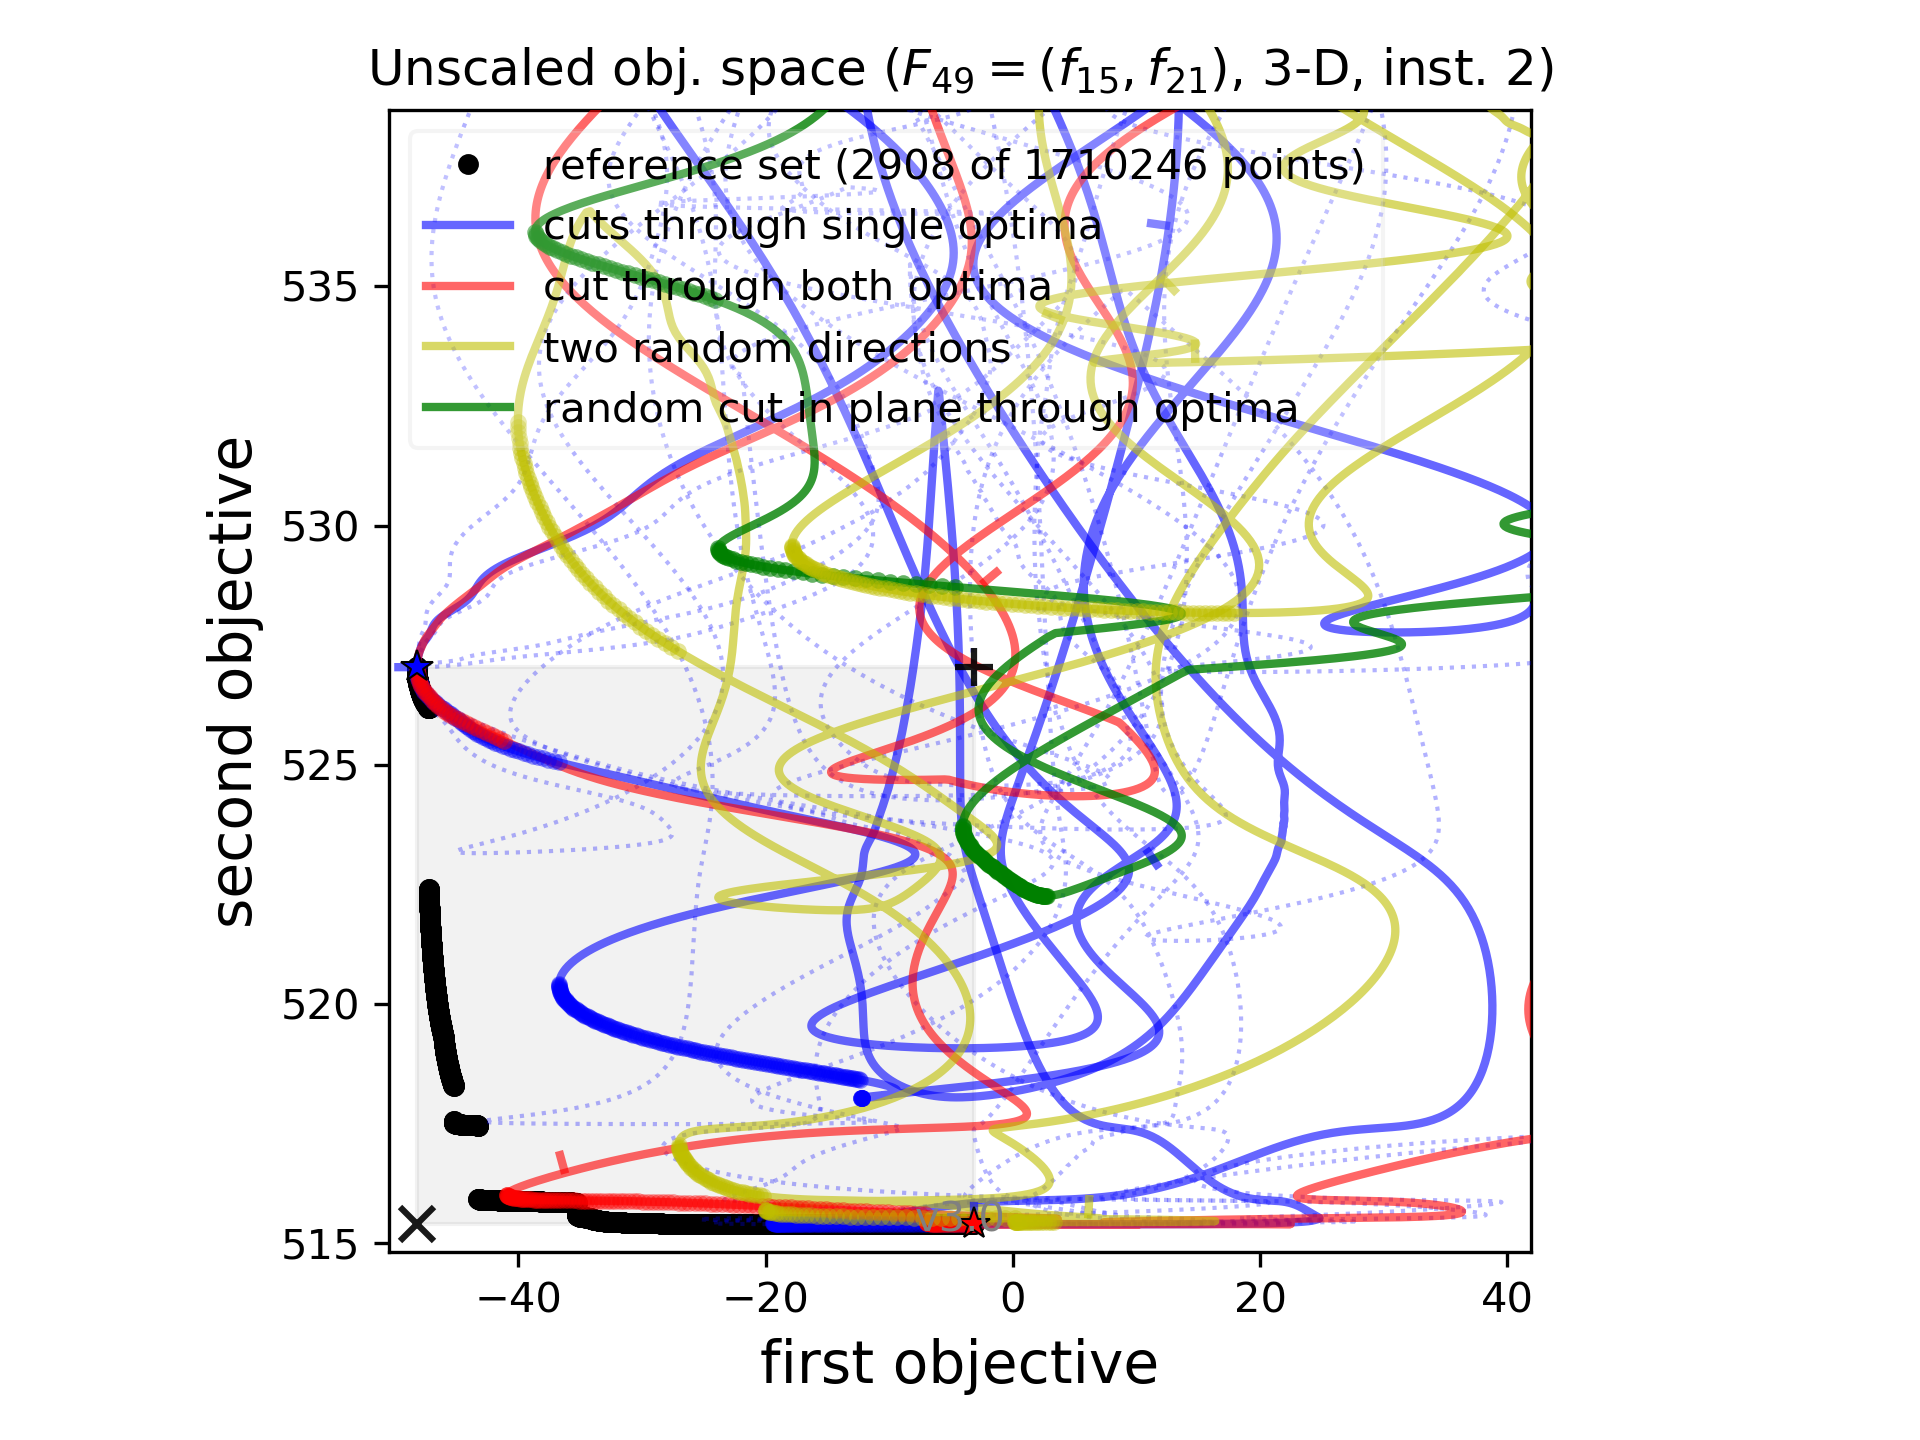 Unscaled obj. space (F₄₉ = (f₁₅, f₂₁), 3-D, inst. 2)
reference set (2908 of 1710246 points)
cuts through single optima
cut through both optima
two random directions
random cut in plane through optima
535
530
525
520
515
second objective
−40
−20
0
20
40
first objective